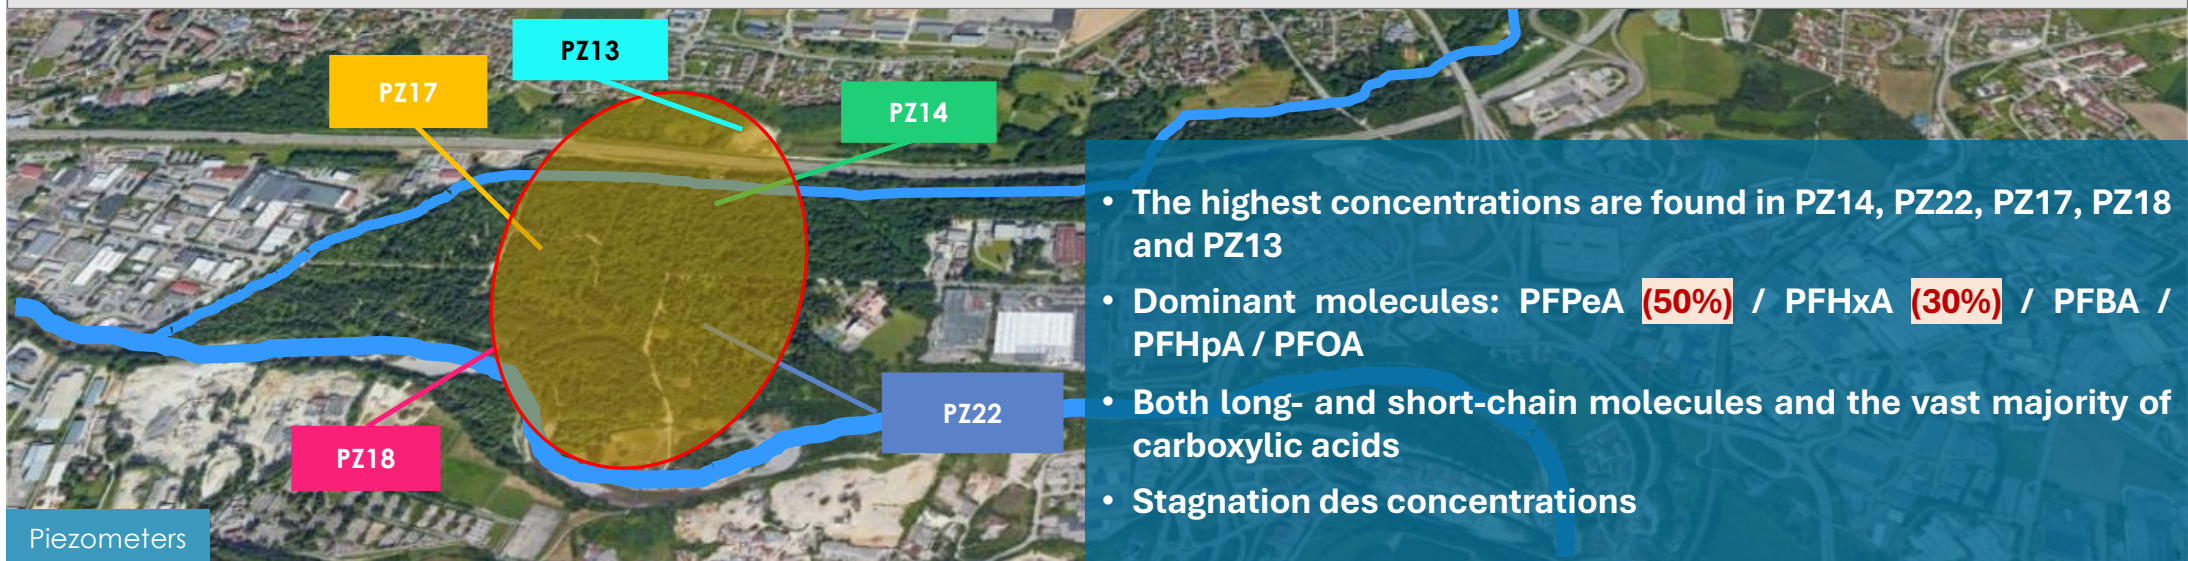 PZ13
PZ17
PZ14
PZ22
PZ18
Piezometers
• The highest concentrations are found in PZ14, PZ22, PZ17, PZ18
and PZ13
• Dominant molecules: PFPeA (50%) / PFHxA (30%) / PFBA /
PFHpA / PFOA
• Both long- and short-chain molecules and the vast majority of
carboxylic acids
• Stagnation des concentrations